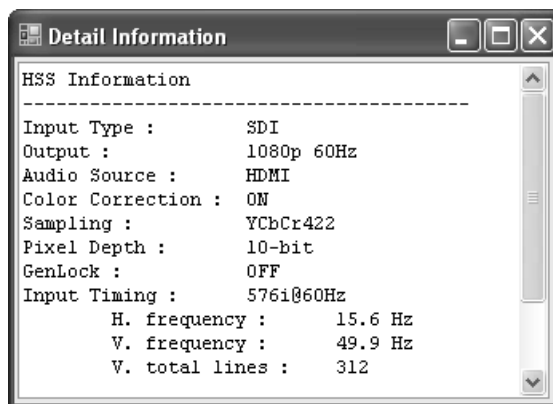 Detail Information
HSS Information
----------------------------------------
Input Type : SDI
Output : 1080p 60Hz
Audio Source : HDMI
Color Correction : ON
Sampling : YCbCr422
Pixel Depth : 10-bit
GenLock : OFF
Input Timing : 576i@60Hz
H. frequency : 15.6 Hz
V. frequency : 49.9 Hz
V. total lines : 312